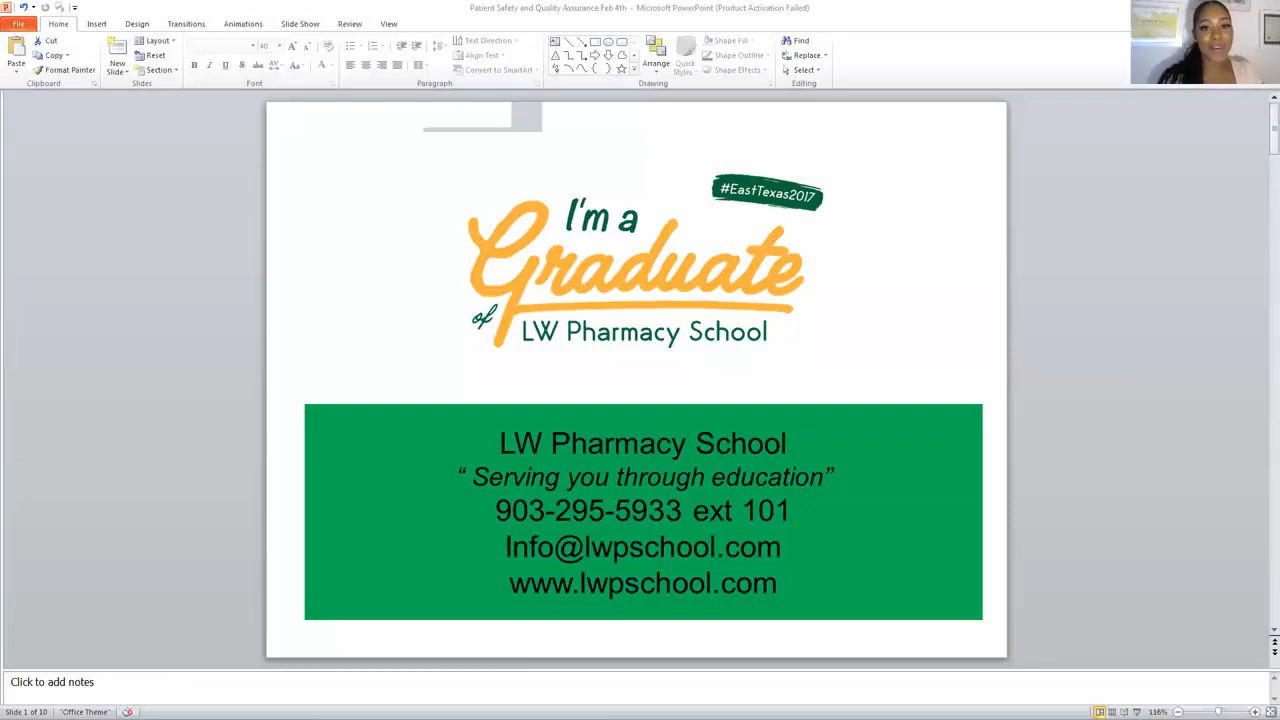 Patient Safety and Quality Assurance Feb 4th - Microsoft PowerPoint (Product Activation Failed)
File Home Insert Design Transitions Animations Slide Show Review View
Paste
Cut
Copy
Format Painter
Clipboard
New Slide
Layout
Reset
Section
Slides
40
B I U S abc AV Aa A
Font
Text Direction
Align Text
Convert to SmartArt
Paragraph
Arrange
Quick Styles
Shape Fill
Shape Outline
Shape Effects
Drawing
Find
Replace
Select
Editing
#EastTexas2017
I'm a
Graduate
of LW Pharmacy School
LW Pharmacy School
“ Serving you through education”
903-295-5933 ext 101
Info@lwpschool.com
www.lwpschool.com
Click to add notes
Slide 1 of 10 "Office Theme" 116%